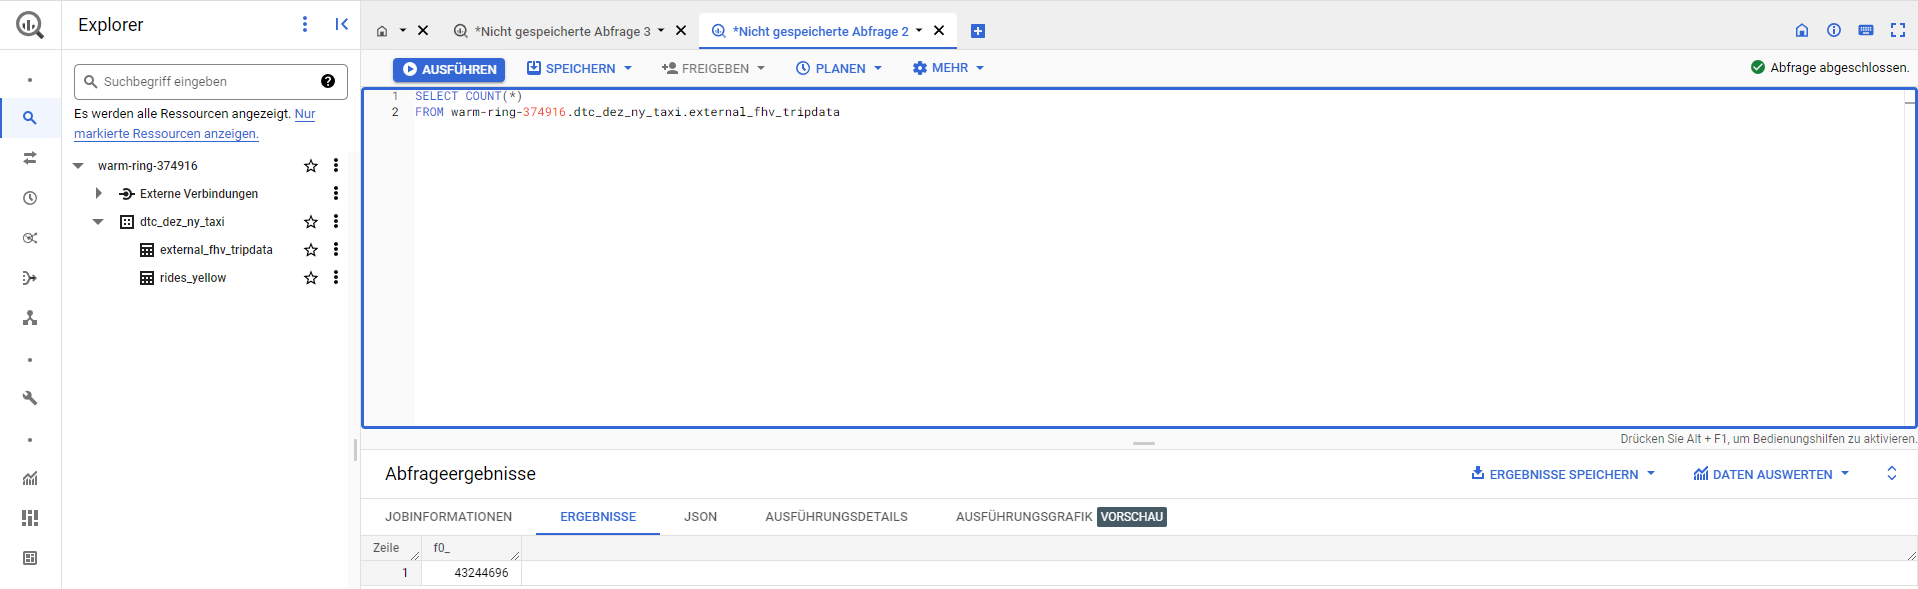 Explorer
Suchbegriff eingeben
Es werden alle Ressourcen angezeigt. Nur
markierte Ressourcen anzeigen.
warm-ring-374916
Externe Verbindungen
dtc_dez_ny_taxi
external_fhv_tripdata
rides_yellow
*Nicht gespeicherte Abfrage 3
*Nicht gespeicherte Abfrage 2
AUSFÜHREN
SPEICHERN
FREIGEBEN
PLANEN
MEHR
Abfrage abgeschlossen.
1 SELECT COUNT(*)
2 FROM warm-ring-374916.dtc_dez_ny_taxi.external_fhv_tripdata
Drücken Sie Alt + F1, um Bedienungshilfen zu aktivieren.
Abfrageergebnisse
ERGEBNISSE SPEICHERN
DATEN AUSWERTEN
JOBINFORMATIONEN
ERGEBNISSE
JSON
AUSFÜHRUNGSDETAILS
AUSFÜHRUNGSGRAFIK VORSCHAU
Zeile f0_
1 43244696